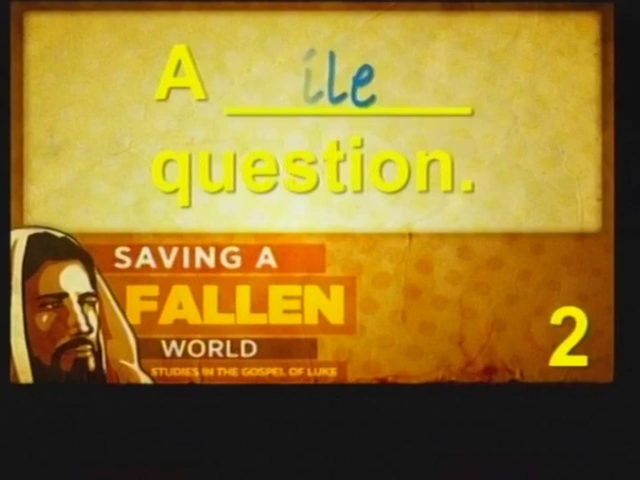 A ile
question.
SAVING A
FALLEN
WORLD
STUDIES IN THE GOSPEL OF LUKE
2